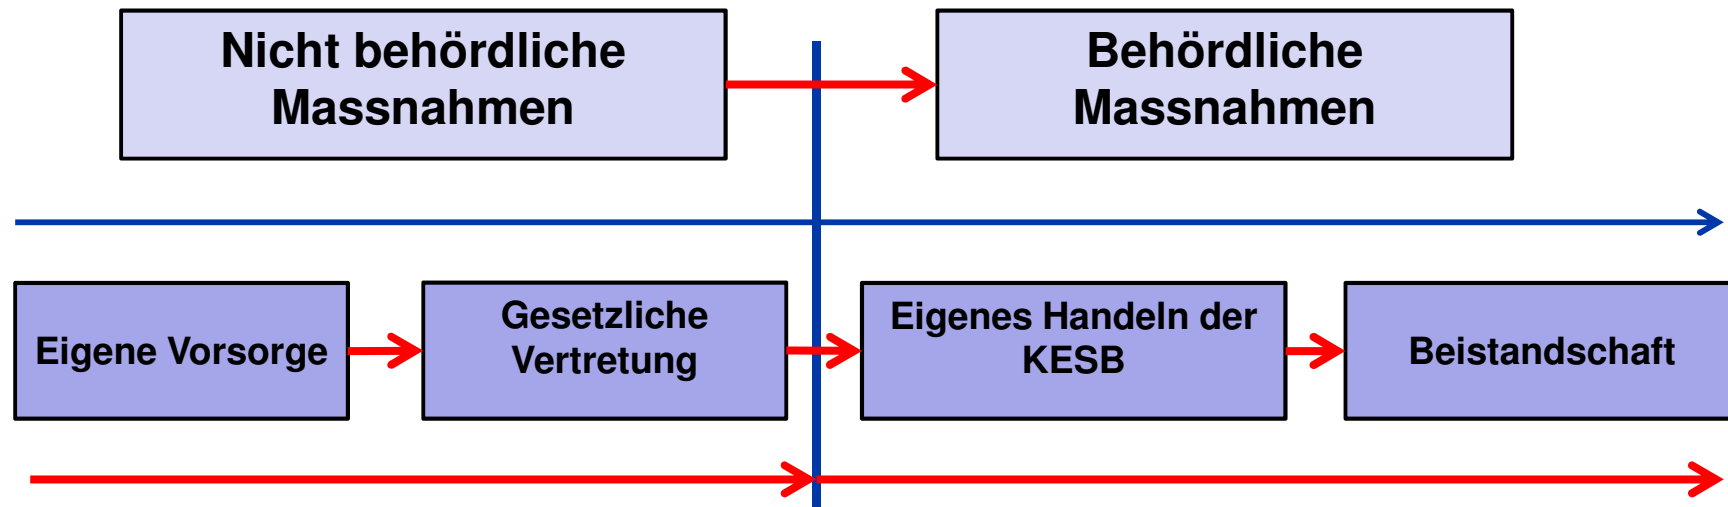 Nicht behördliche
Massnahmen
Behördliche
Massnahmen
Eigene Vorsorge
Gesetzliche
Vertretung
Eigenes Handeln der
KESB
Beistandschaft